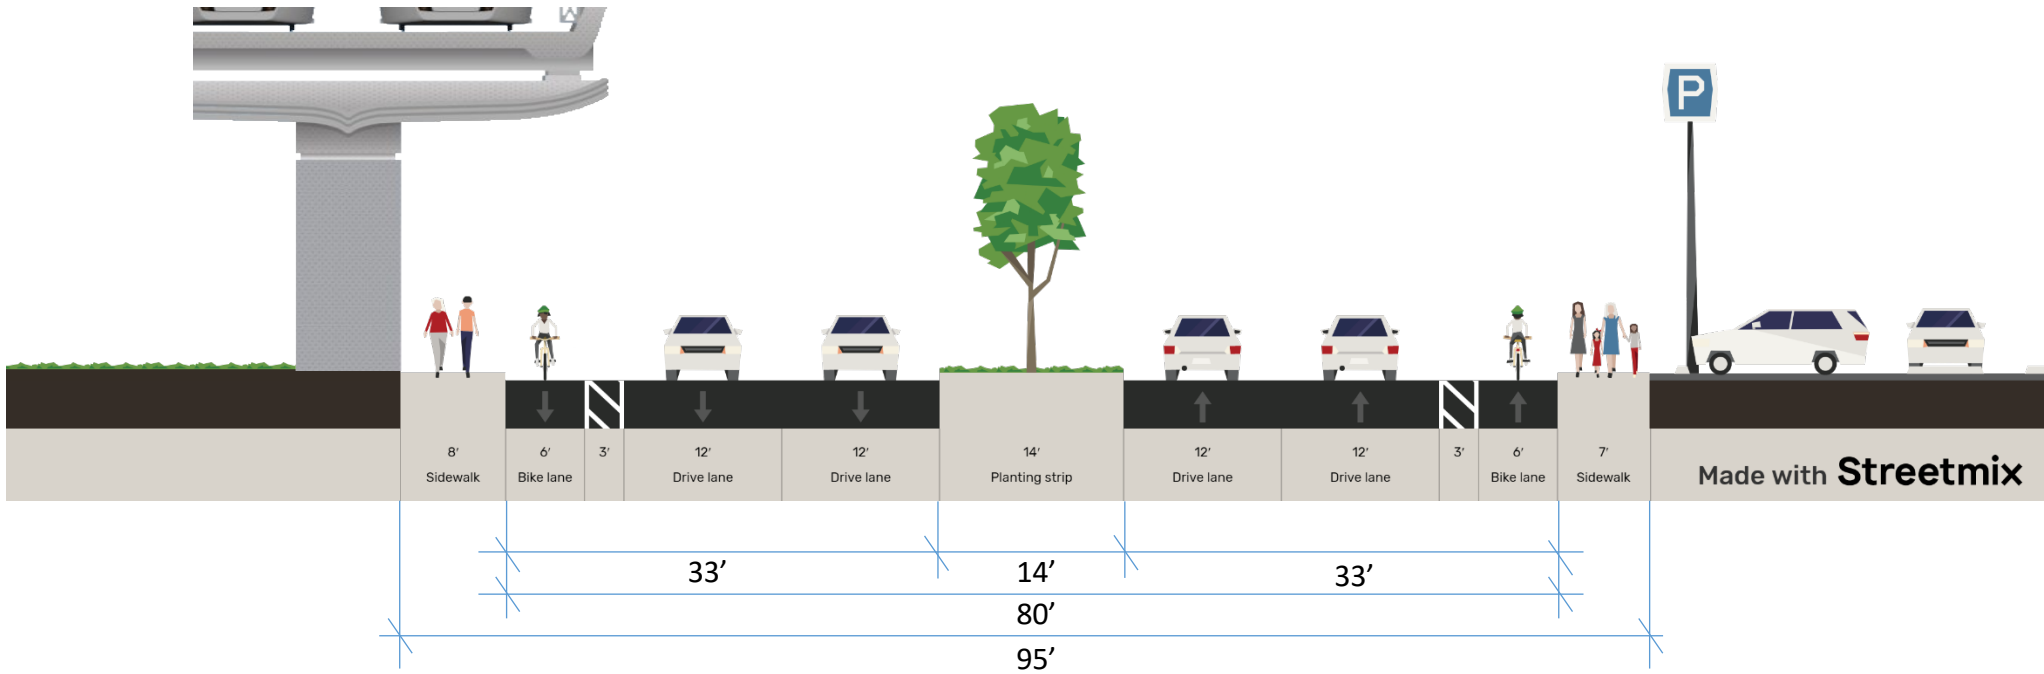 P
8′ 6′ 3′ 12′ 12′ 14′ 12′ 12′ 3′ 6′ 7′
Sidewalk Bike lane Drive lane Drive lane Planting strip Drive lane Drive lane Bike lane Sidewalk
Made with Streetmix
33’ 14’ 33’
80’
95’